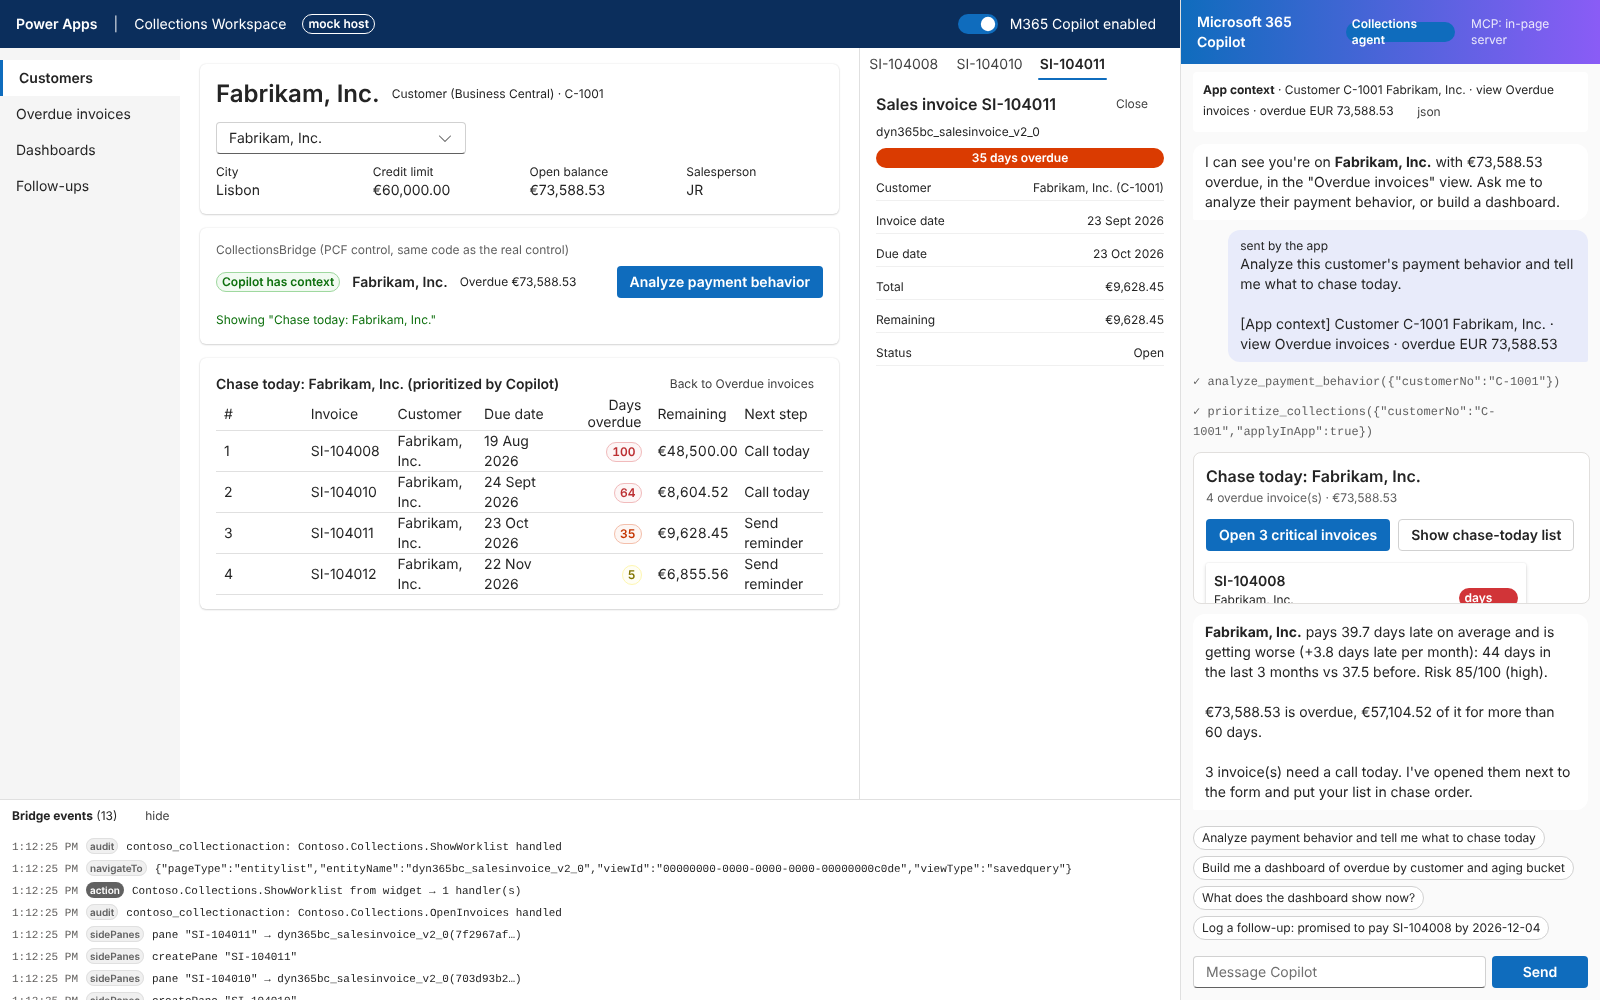 Power Apps | Collections Workspace mock host M365 Copilot enabled
Customers
Overdue invoices
Dashboards
Follow-ups
Fabrikam, Inc. Customer (Business Central) · C-1001
Fabrikam, Inc.
City Credit limit Open balance Salesperson
Lisbon €60,000.00 €73,588.53 JR
CollectionsBridge (PCF control, same code as the real control)
Copilot has context Fabrikam, Inc. Overdue €73,588.53 Analyze payment behavior
Showing "Chase today: Fabrikam, Inc."
Chase today: Fabrikam, Inc. (prioritized by Copilot) Back to Overdue invoices
# Invoice Customer Due date Days overdue Remaining Next step
1 SI-104008 Fabrikam, Inc. 19 Aug 2026 100 €48,500.00 Call today
2 SI-104010 Fabrikam, Inc. 24 Sept 2026 64 €8,604.52 Call today
3 SI-104011 Fabrikam, Inc. 23 Oct 2026 35 €9,628.45 Send reminder
4 SI-104012 Fabrikam, Inc. 22 Nov 2026 5 €6,855.56 Send reminder
SI-104008 SI-104010 SI-104011
Sales invoice SI-104011 Close
dyn365bc_salesinvoice_v2_0
35 days overdue
Customer Fabrikam, Inc. (C-1001)
Invoice date 23 Sept 2026
Due date 23 Oct 2026
Total €9,628.45
Remaining €9,628.45
Status Open
Bridge events (13) hide
1:12:25 PM audit contoso_collectionaction: Contoso.Collections.ShowWorklist handled
1:12:25 PM navigateTo {"pageType":"entitylist","entityName":"dyn365bc_salesinvoice_v2_0","viewId":"00000000-0000-0000-0000-00000000c0de","viewType":"savedquery"}
1:12:25 PM action Contoso.Collections.ShowWorklist from widget → 1 handler(s)
1:12:25 PM audit contoso_collectionaction: Contoso.Collections.OpenInvoices handled
1:12:25 PM sidePanes pane "SI-104011" → dyn365bc_salesinvoice_v2_0(7f2967af…)
1:12:25 PM sidePanes createPane "SI-104011"
1:12:25 PM sidePanes pane "SI-104010" → dyn365bc_salesinvoice_v2_0(703d93b2…)
1:12:25 PM sidePanes createPane "SI-104010"
Microsoft 365
Copilot
Collections
agent
MCP: in-page
server
App context · Customer C-1001 Fabrikam, Inc. · view Overdue
invoices · overdue EUR 73,588.53 json
I can see you're on Fabrikam, Inc. with €73,588.53
overdue, in the "Overdue invoices" view. Ask me to
analyze their payment behavior, or build a dashboard.
sent by the app
Analyze this customer's payment behavior and tell
me what to chase today.
[App context] Customer C-1001 Fabrikam, Inc. ·
view Overdue invoices · overdue EUR 73,588.53
✓ analyze_payment_behavior({"customerNo":"C-1001"})
✓ prioritize_collections({"customerNo":"C-
1001","applyInApp":true})
Chase today: Fabrikam, Inc.
4 overdue invoice(s) · €73,588.53
Open 3 critical invoices Show chase-today list
SI-104008
Fabrikam, Inc. days
Fabrikam, Inc. pays 39.7 days late on average and is
getting worse (+3.8 days late per month): 44 days in
the last 3 months vs 37.5 before. Risk 85/100 (high).
€73,588.53 is overdue, €57,104.52 of it for more than
60 days.
3 invoice(s) need a call today. I've opened them next to
the form and put your list in chase order.
Analyze payment behavior and tell me what to chase today
Build me a dashboard of overdue by customer and aging bucket
What does the dashboard show now?
Log a follow-up: promised to pay SI-104008 by 2026-12-04
Message Copilot Send